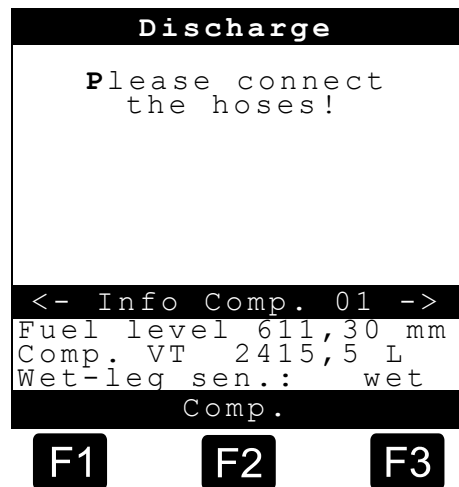 Discharge
Please connect
the hoses!
<- Info Comp. 01 ->
Fuel level 611,30 mm
Comp. VT 2415,5 L
Wet-leg sen.: wet
Comp.
F1 F2 F3